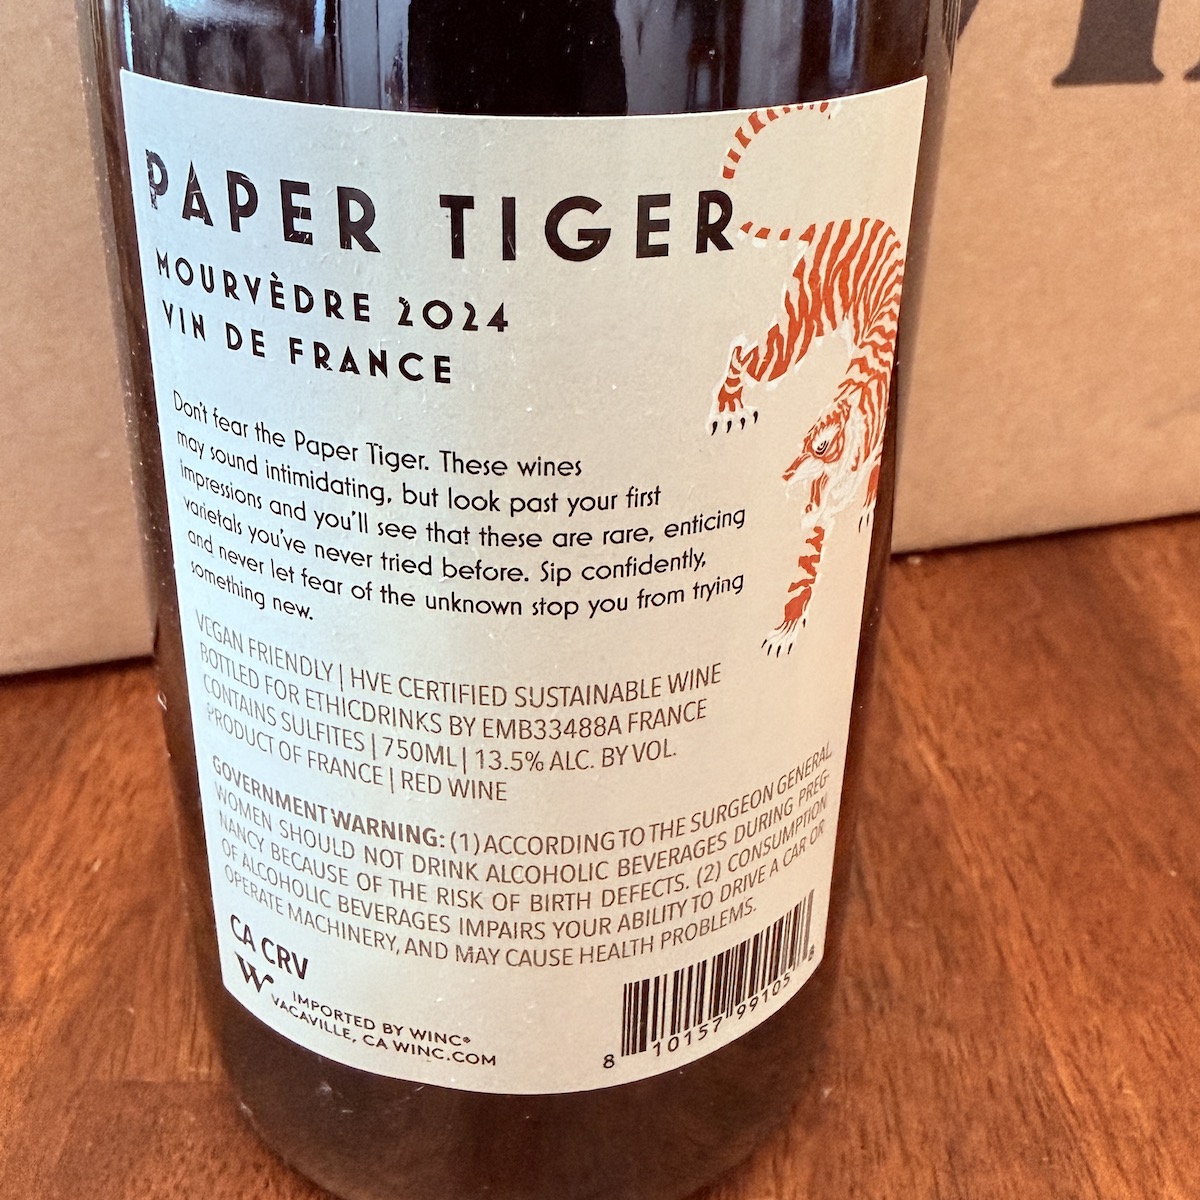 PAPER TIGER
MOURVÈDRE 2024
VIN DE FRANCE
Don't fear the Paper Tiger. These wines
may sound intimidating, but look past your first
impressions and you'll see that these are rare, enticing
varietals you've never tried before. Sip confidently,
and never let fear of the unknown stop you from trying
something new.
VEGAN FRIENDLY | HVE CERTIFIED SUSTAINABLE WINE
BOTTLED FOR ETHICDRINKS BY EMB33488A FRANCE
CONTAINS SULFITES | 750ML | 13.5% ALC. BY VOL.
PRODUCT OF FRANCE | RED WINE
GOVERNMENT WARNING: (1) ACCORDING TO THE SURGEON GENERAL,
WOMEN SHOULD NOT DRINK ALCOHOLIC BEVERAGES DURING PREG-
NANCY BECAUSE OF THE RISK OF BIRTH DEFECTS. (2) CONSUMPTION
OF ALCOHOLIC BEVERAGES IMPAIRS YOUR ABILITY TO DRIVE A CAR OR
OPERATE MACHINERY, AND MAY CAUSE HEALTH PROBLEMS.
CA CRV
W
IMPORTED BY WINC®
VACAVILLE, CA WINC.COM
8 10157 99105 8